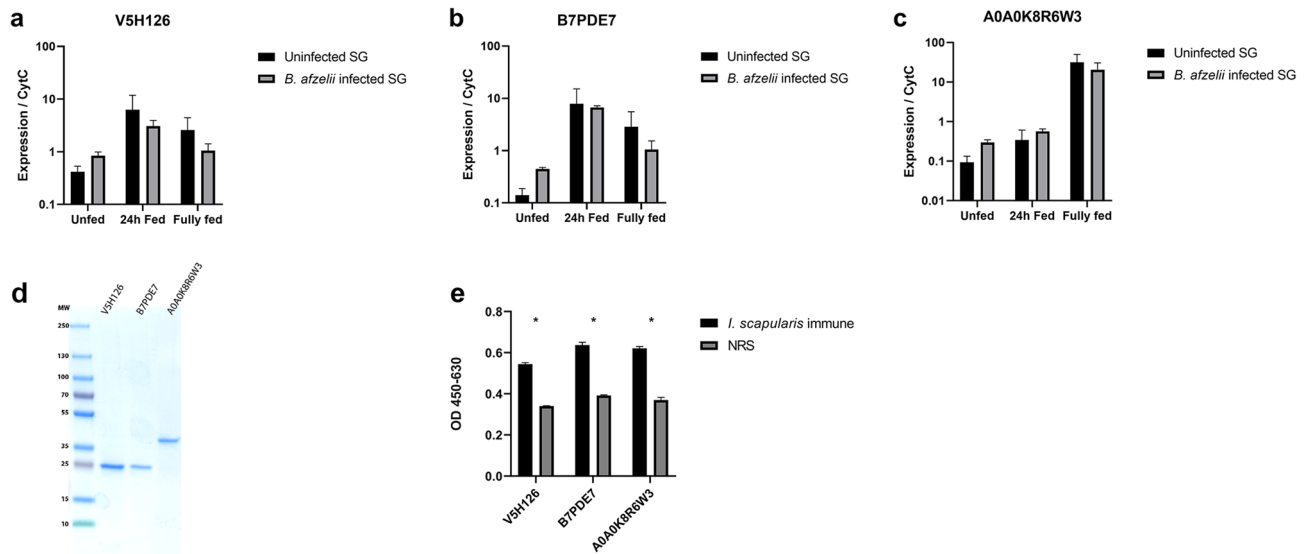 a
V5H126
Expression / CytC
100
10
1
0.1
Unfed 24h Fed Fully fed
Uninfected SG
B. afzelii infected SG
b
B7PDE7
Expression / CytC
100
10
1
0.1
Unfed 24h Fed Fully fed
Uninfected SG
B. afzelii infected SG
c
A0A0K8R6W3
Expression / CytC
100
10
1
0.1
0.01
Unfed 24h Fed Fully fed
Uninfected SG
B. afzelii infected SG
d
MW V5H126 B7PDE7 A0A0K8R6W3
250
130
100
70
55
35
25
15
10
e
OD 450-630
0.8
0.6
0.4
0.2
0.0
* * *
V5H126 B7PDE7 A0A0K8R6W3
I. scapularis immune
NRS